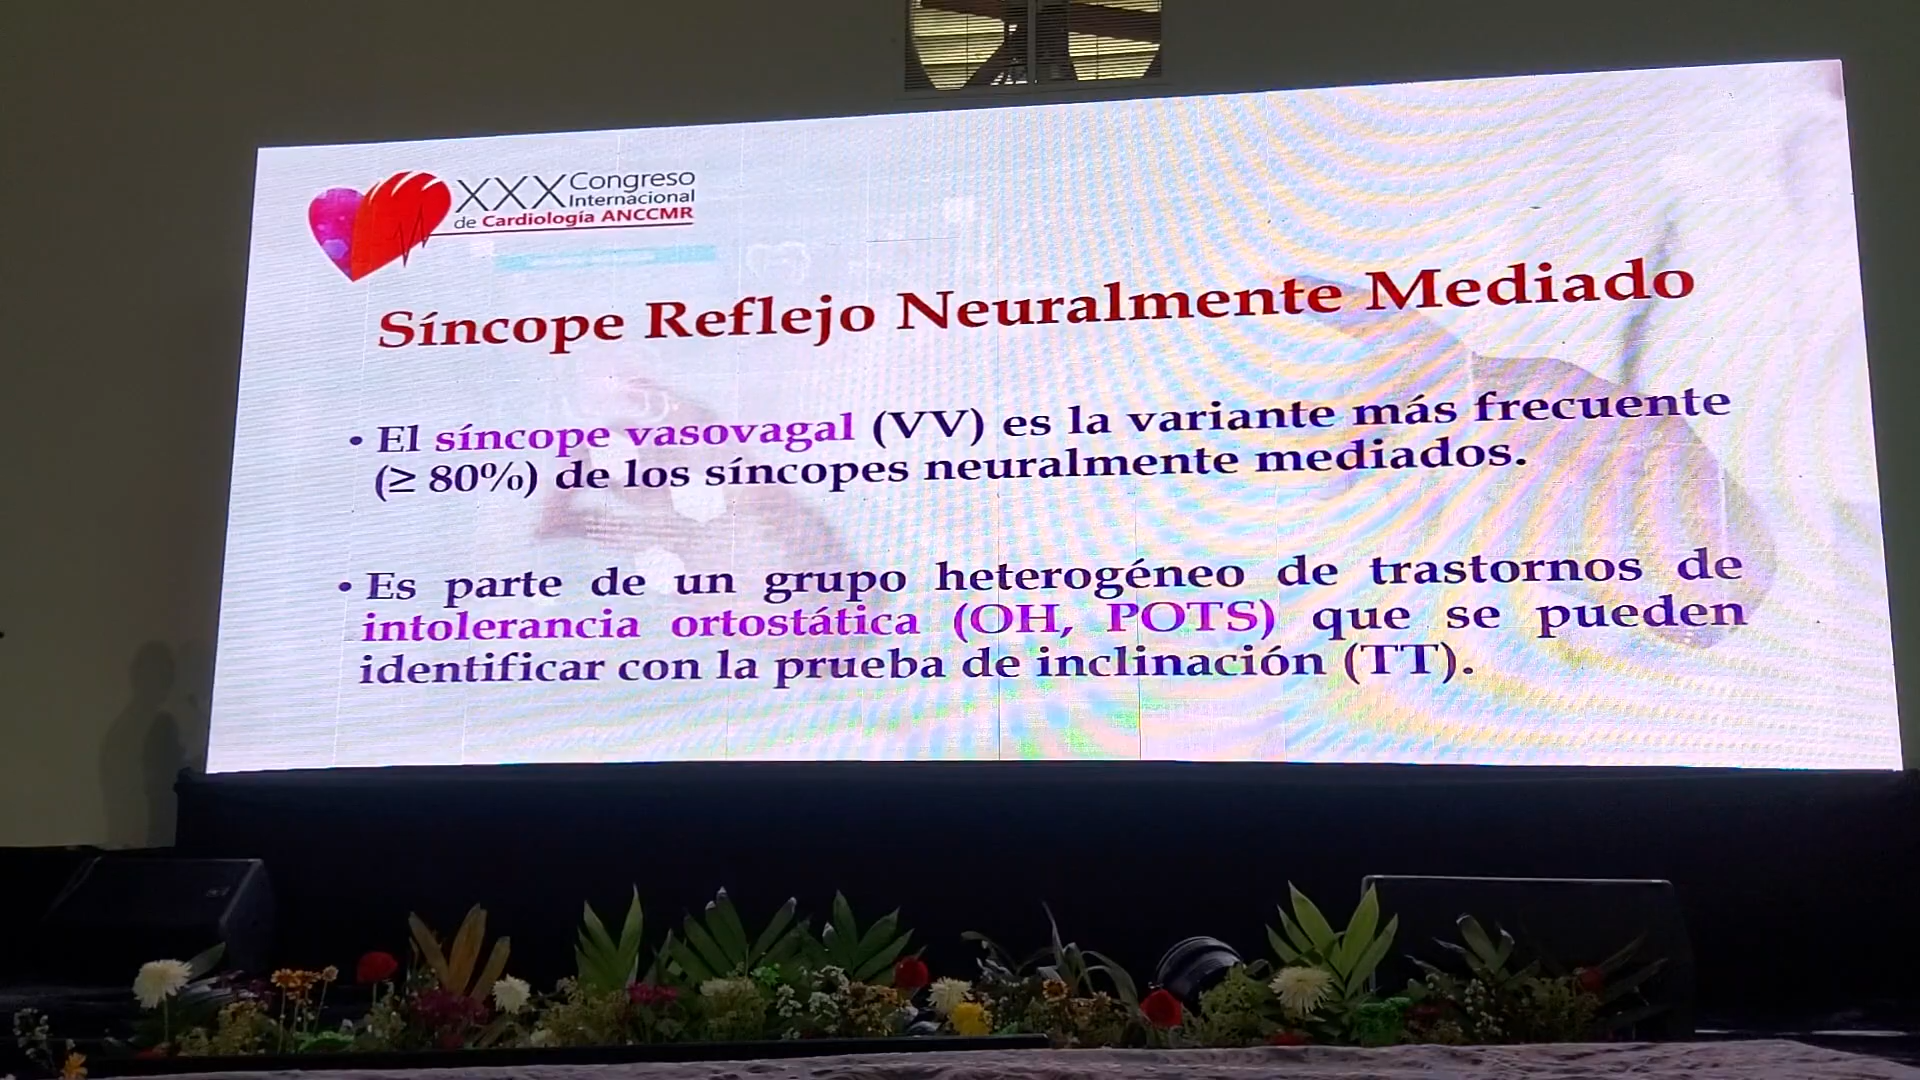 XXX Congreso
Internacional
de Cardiología ANCCMR
Síncope Reflejo Neuralmente Mediado
• El síncope vasovagal (VV) es la variante más frecuente
(≥ 80%) de los síncopes neuralmente mediados.
• Es parte de un grupo heterogéneo de trastornos de
intolerancia ortostática (OH, POTS) que se pueden
identificar con la prueba de inclinación (TT).